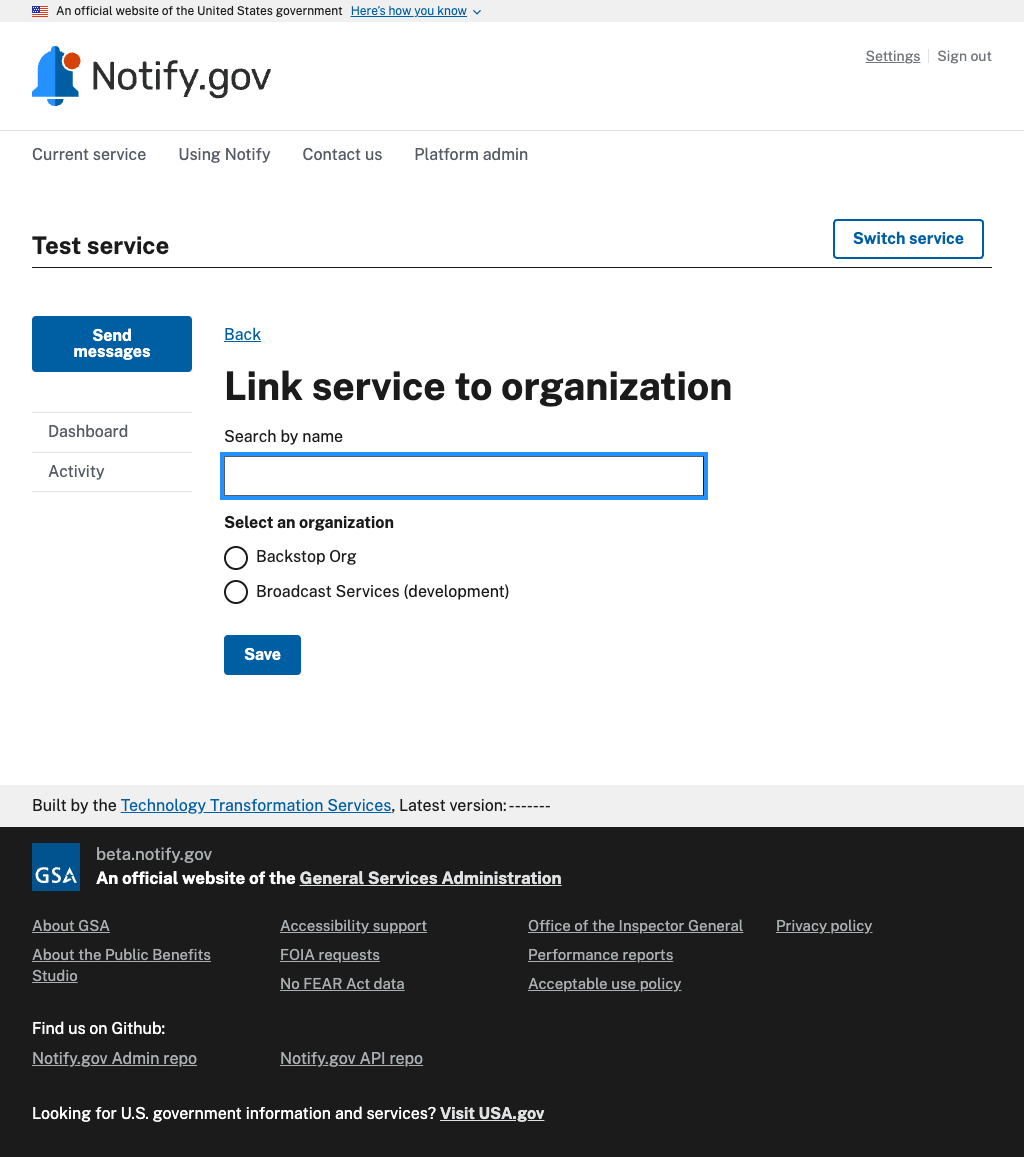 An official website of the United States government Here's how you know
Notify.gov
Settings Sign out
Current service Using Notify Contact us Platform admin
Test service
Switch service
Send
messages
Dashboard
Activity
Back
Link service to organization
Search by name
Select an organization
Backstop Org
Broadcast Services (development)
Save
Built by the Technology Transformation Services, Latest version:-------
GSA
beta.notify.gov
An official website of the General Services Administration
About GSA
About the Public Benefits
Studio
Accessibility support
FOIA requests
No FEAR Act data
Office of the Inspector General
Performance reports
Acceptable use policy
Privacy policy
Find us on Github:
Notify.gov Admin repo Notify.gov API repo
Looking for U.S. government information and services? Visit USA.gov